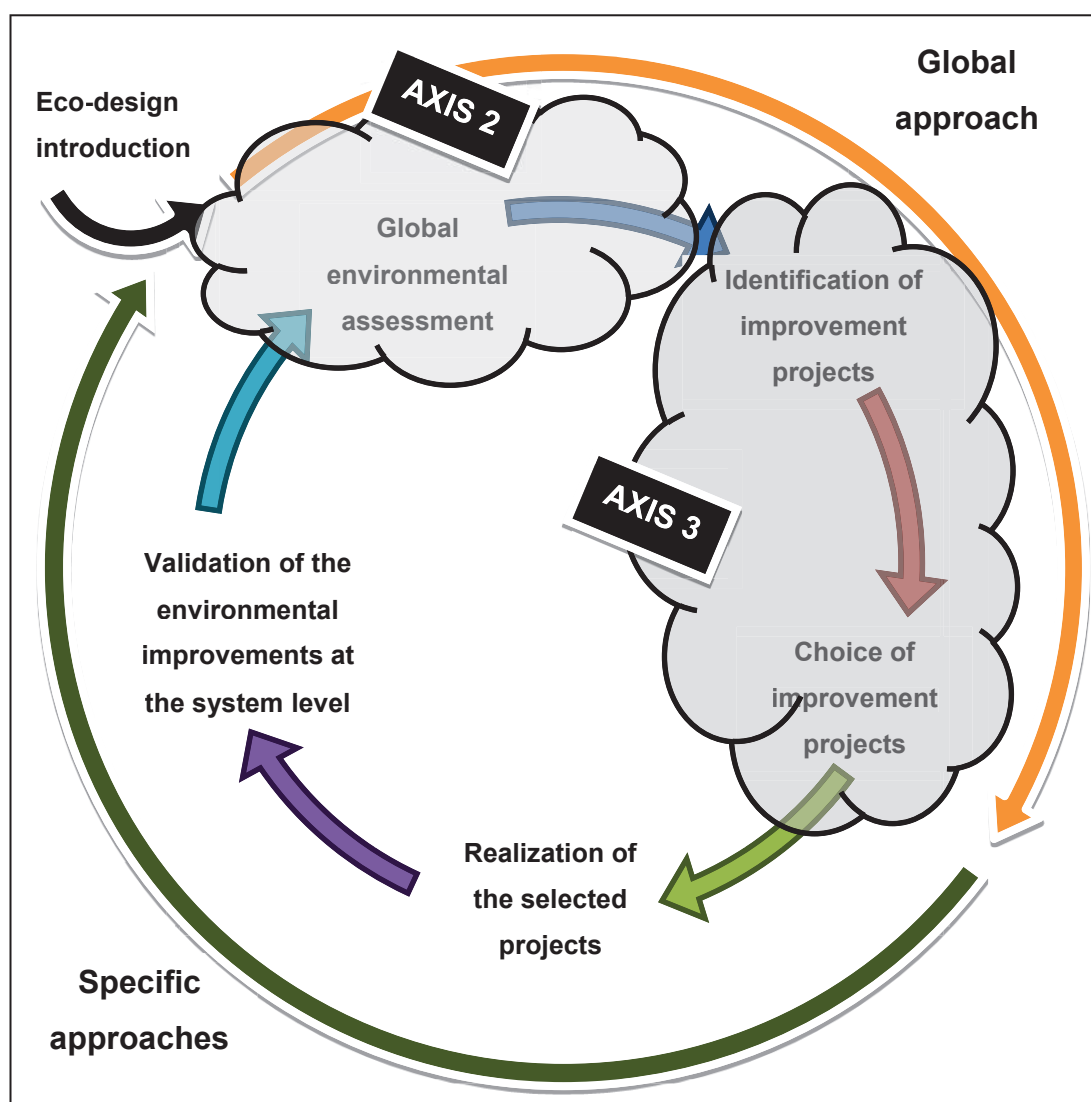 Global
approach
Eco-design
introduction
AXIS 2
Global
environmental
assessment
Identification of
improvement
projects
AXIS 3
Choice of
improvement
projects
Validation of the
environmental
improvements at
the system level
Realization of
the selected
projects
Specific
approaches